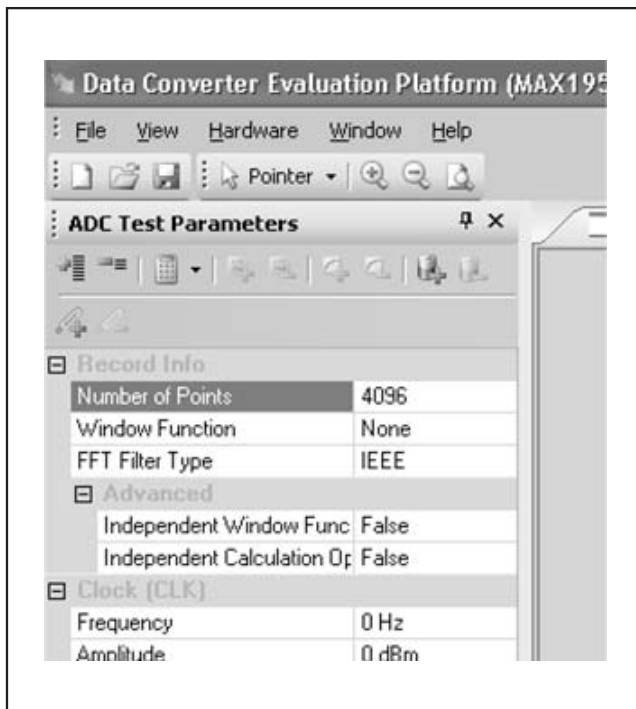 Data Converter Evaluation Platform (MAX195
File View Hardware Window Help
Pointer
ADC Test Parameters
Record Info
Number of Points 4096
Window Function None
FFT Filter Type IEEE
Advanced
Independent Window Func False
Independent Calculation Op False
Clock (CLK)
Frequency 0 Hz
Amplitude 0 dBm